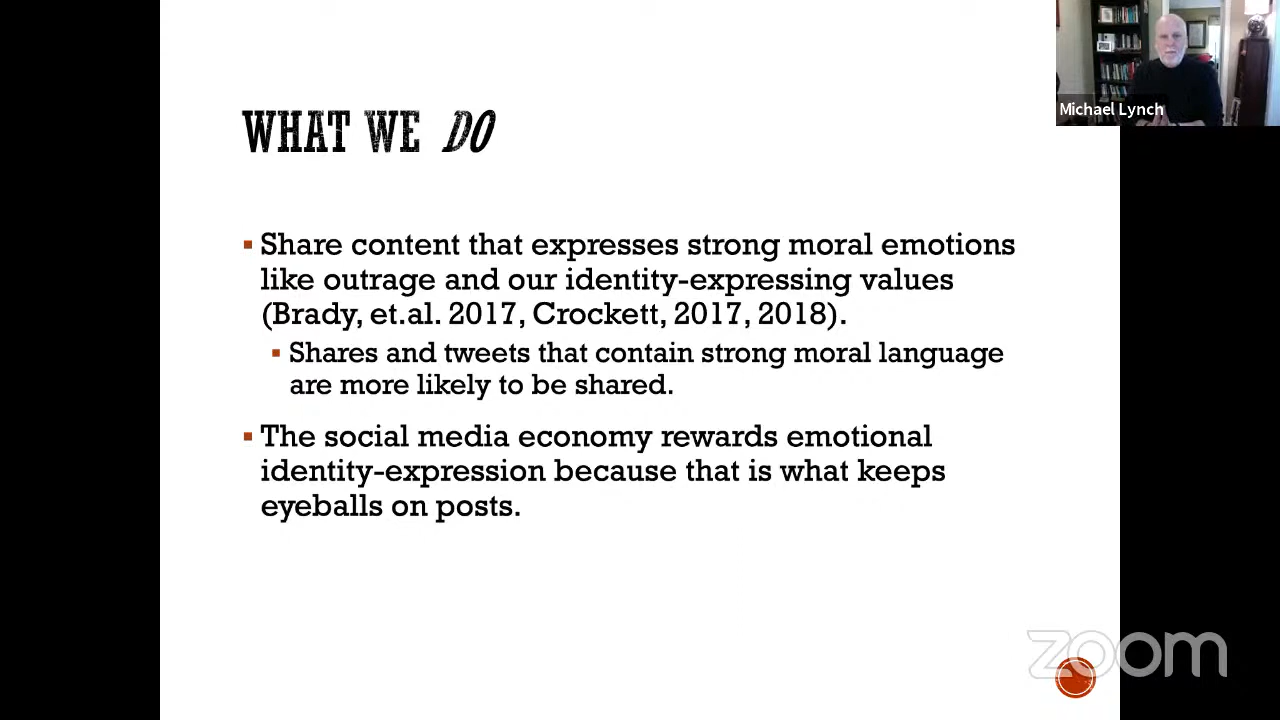 WHAT WE DO
▪ Share content that expresses strong moral emotions
like outrage and our identity-expressing values
(Brady, et.al. 2017, Crockett, 2017, 2018).
▪ Shares and tweets that contain strong moral language
are more likely to be shared.
▪ The social media economy rewards emotional
identity-expression because that is what keeps
eyeballs on posts.
Michael Lynch
zoom